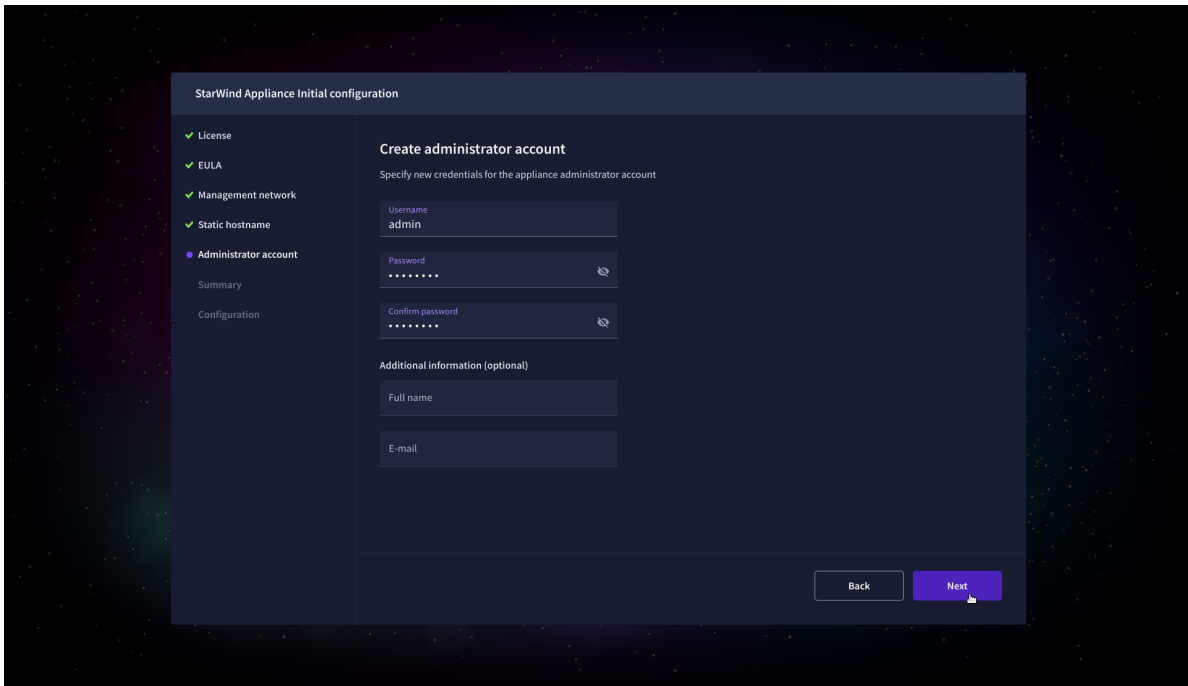 StarWind Appliance Initial configuration
License
EULA
Management network
Static hostname
Administrator account
Summary
Configuration
Create administrator account
Specify new credentials for the appliance administrator account
Username
admin
Password
••••••••
Confirm password
••••••••
Additional information (optional)
Full name
E-mail
Back
Next